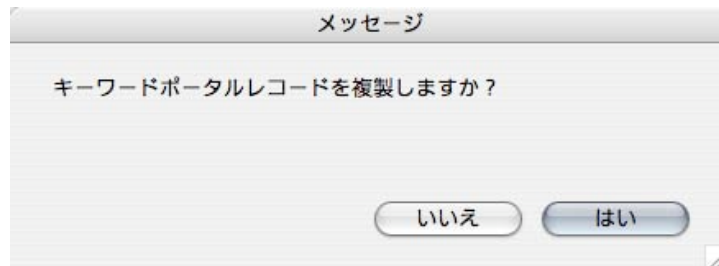 メッセージ
キーワードポータルレコードを複製しますか？
いいえ
はい